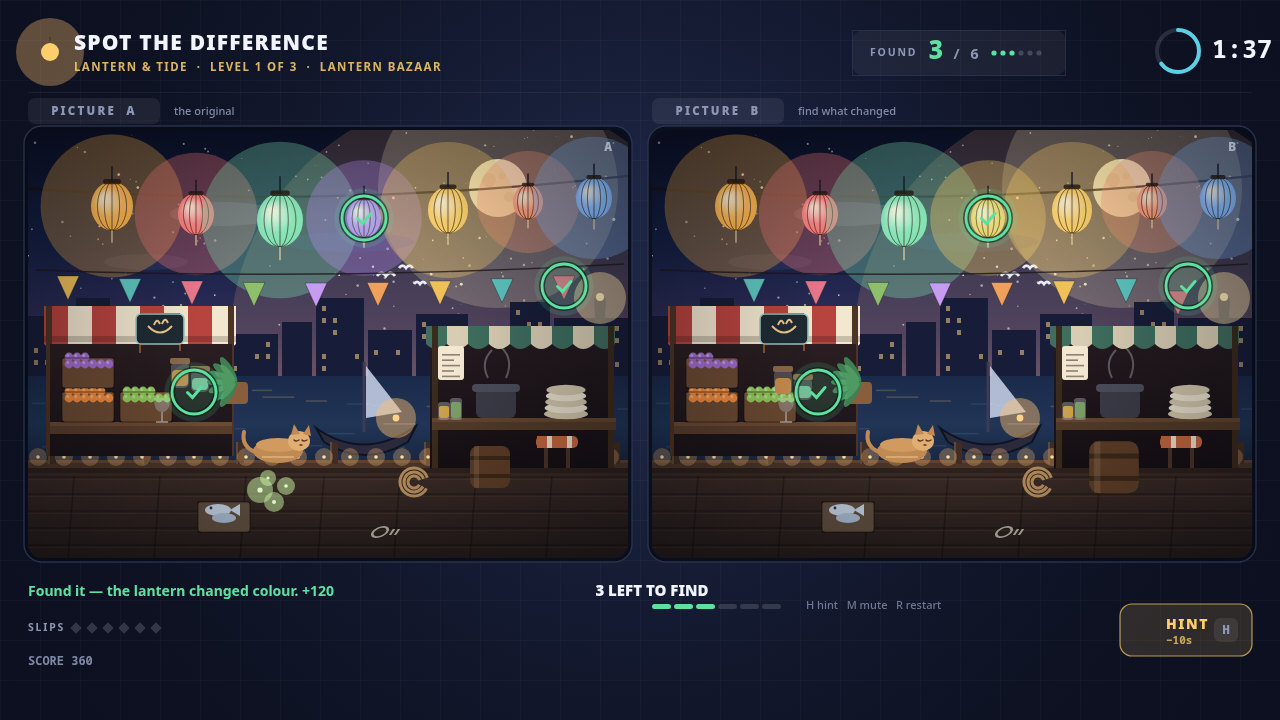 SPOT THE DIFFERENCE
LANTERN & TIDE · LEVEL 1 OF 3 · LANTERN BAZAAR
FOUND 3 / 6
1:37
PICTURE A the original
PICTURE B find what changed
A
B
Found it — the lantern changed colour. +120
3 LEFT TO FIND
H hint M mute R restart
SLIPS
SCORE 360
HINT H
−10s